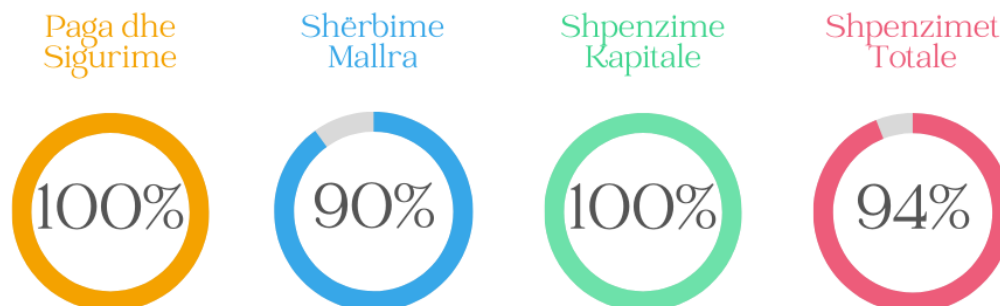 Paga dhe
Sigurime
100%
Shërbime
Mallra
90%
Shpenzime
Kapitale
100%
Shpenzimet
Totale
94%